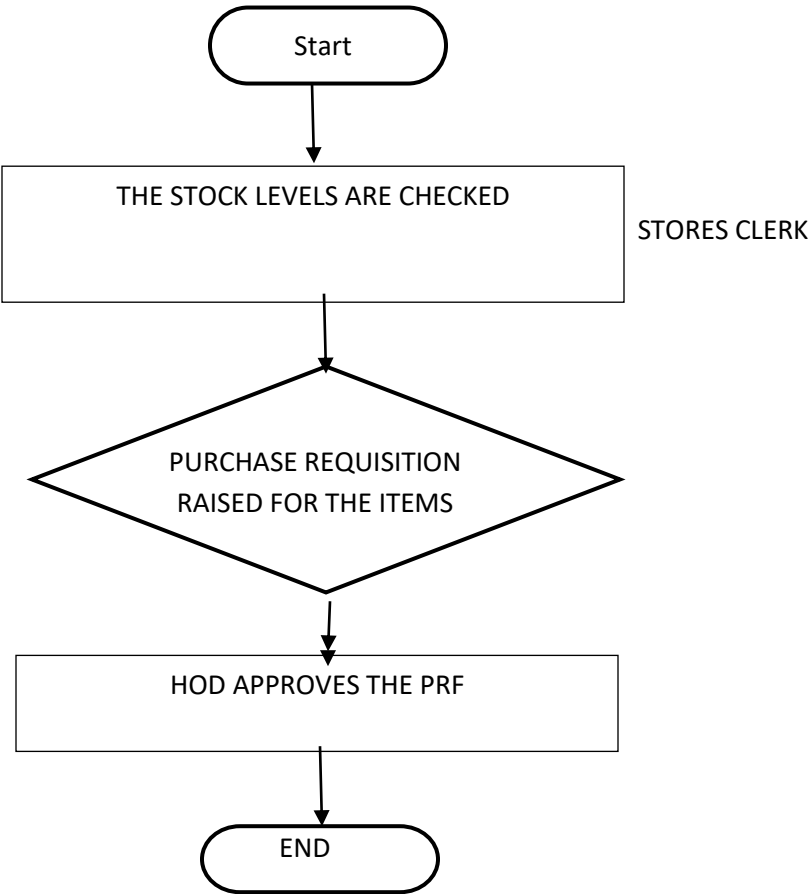 Start
THE STOCK LEVELS ARE CHECKED
STORES CLERK
PURCHASE REQUISITION
RAISED FOR THE ITEMS
HOD APPROVES THE PRF
END